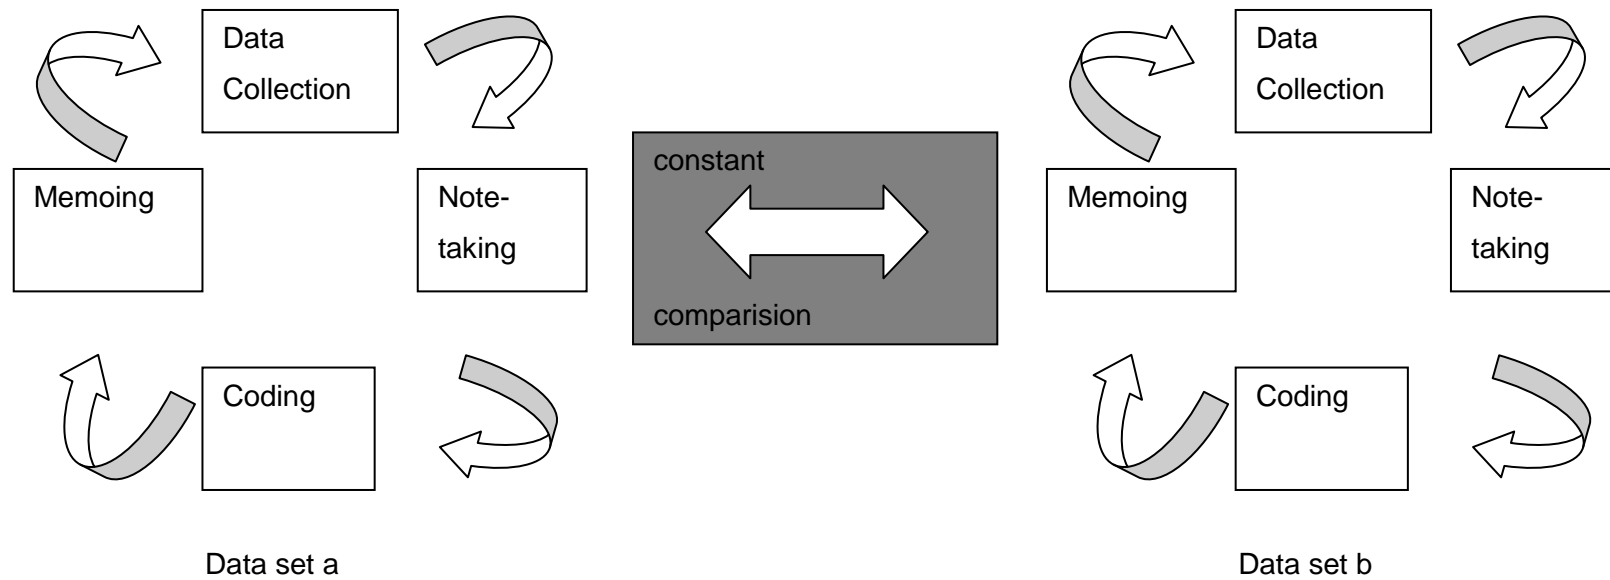 Data
Collection
Memoing
Note-
taking
Coding
Data set a
constant
comparision
Data
Collection
Memoing
Note-
taking
Coding
Data set b